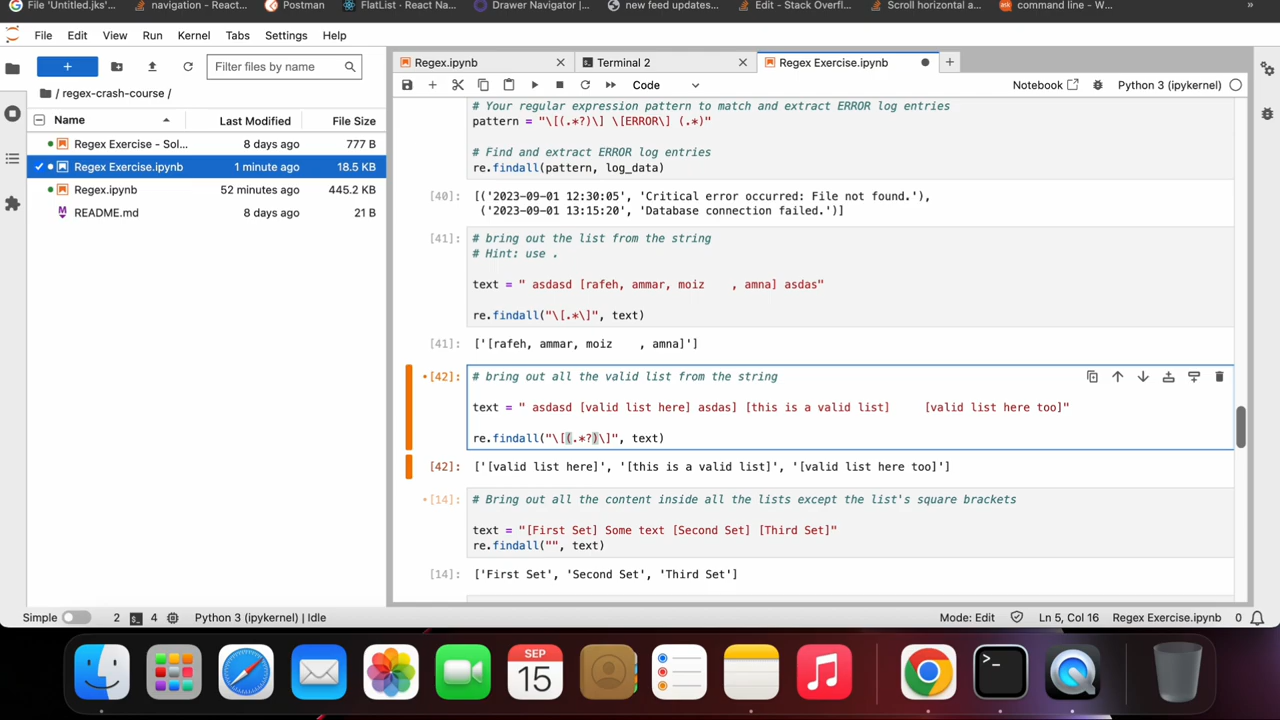 File 'Untitled.jks'...
navigation - React...
Postman
FlatList · React Na...
Drawer Navigator |...
new feed updates...
Edit - Stack Overfl...
Scroll horizontal a...
command line - W...
»
File Edit View Run Kernel Tabs Settings Help
Regex.ipynb
Terminal 2
Regex Exercise.ipynb
Filter files by name
Code
Notebook
Python 3 (ipykernel)
/ regex-crash-course /
Name Last Modified File Size
Regex Exercise - Sol... 8 days ago 777 B
Regex Exercise.ipynb 1 minute ago 18.5 KB
Regex.ipynb 52 minutes ago 445.2 KB
README.md 8 days ago 21 B
# Your regular expression pattern to match and extract ERROR log entries
pattern = "\[(.*?)\] \[ERROR\] (.*)"
# Find and extract ERROR log entries
re.findall(pattern, log_data)
[40]: [('2023-09-01 12:30:05', 'Critical error occurred: File not found.'),
('2023-09-01 13:15:20', 'Database connection failed.')]
[41]: # bring out the list from the string
# Hint: use .
text = " asdasd [rafeh, ammar, moiz    , amna] asdas"
re.findall("\[.*\]", text)
[41]: ['[rafeh, ammar, moiz    , amna]']
[42]: # bring out all the valid list from the string
text = " asdasd [valid list here] asdas] [this is a valid list]     [valid list here too]"
re.findall("\[(.*?)\]", text)
[42]: ['[valid list here]', '[this is a valid list]', '[valid list here too]']
[14]: # Bring out all the content inside all the lists except the list's square brackets
text = "[First Set] Some text [Second Set] [Third Set]"
re.findall("", text)
[14]: ['First Set', 'Second Set', 'Third Set']
Simple 2 4 Python 3 (ipykernel) | Idle
Mode: Edit Ln 5, Col 16 Regex Exercise.ipynb 0
SEP
15
>_